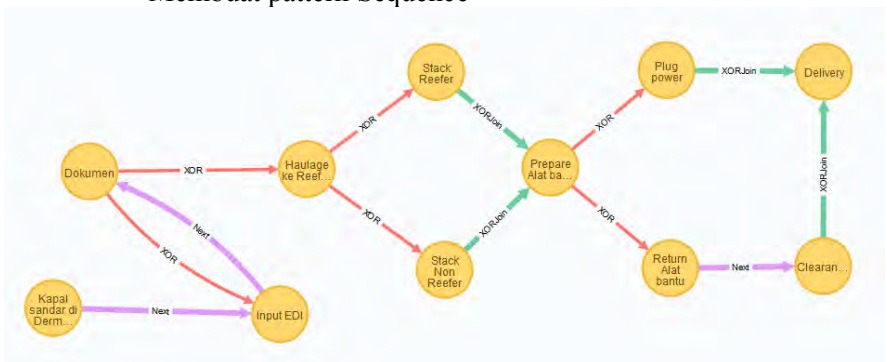 Membuat pattern Sequence
Stack
Reefer
Plug
power
XORJoin
Delivery
XOR
XORJoin
XOR
Dokumen
XOR
Haulage
ke Reef...
Prepare
Alat ba...
XORJoin
XOR
XORJoin
XOR
Next
XOR
Stack
Non
Reefer
Return
Alat
bantu
Next
Clearan...
Kapal
sandar di
Derm...
Next
Input EDI